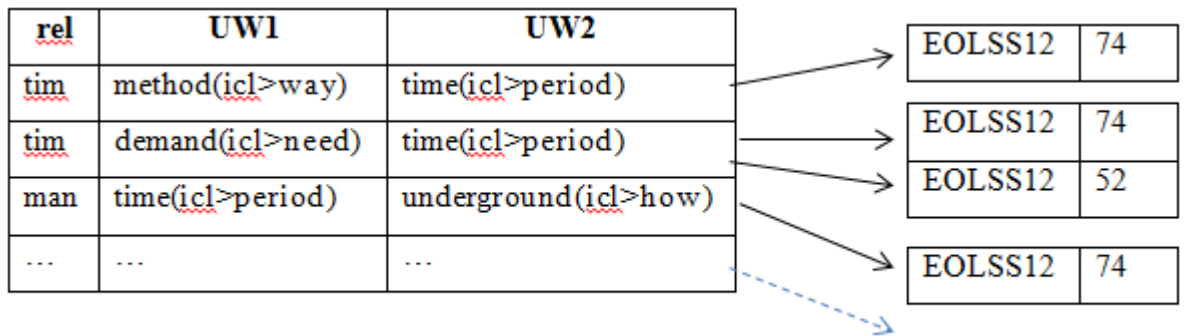 rel UW1 UW2
tim method(icl>way) time(icl>period)
tim demand(icl>need) time(icl>period)
man time(icl>period) underground(icl>how)
... ... ...
EOLSS12 74
EOLSS12 74
EOLSS12 52
EOLSS12 74